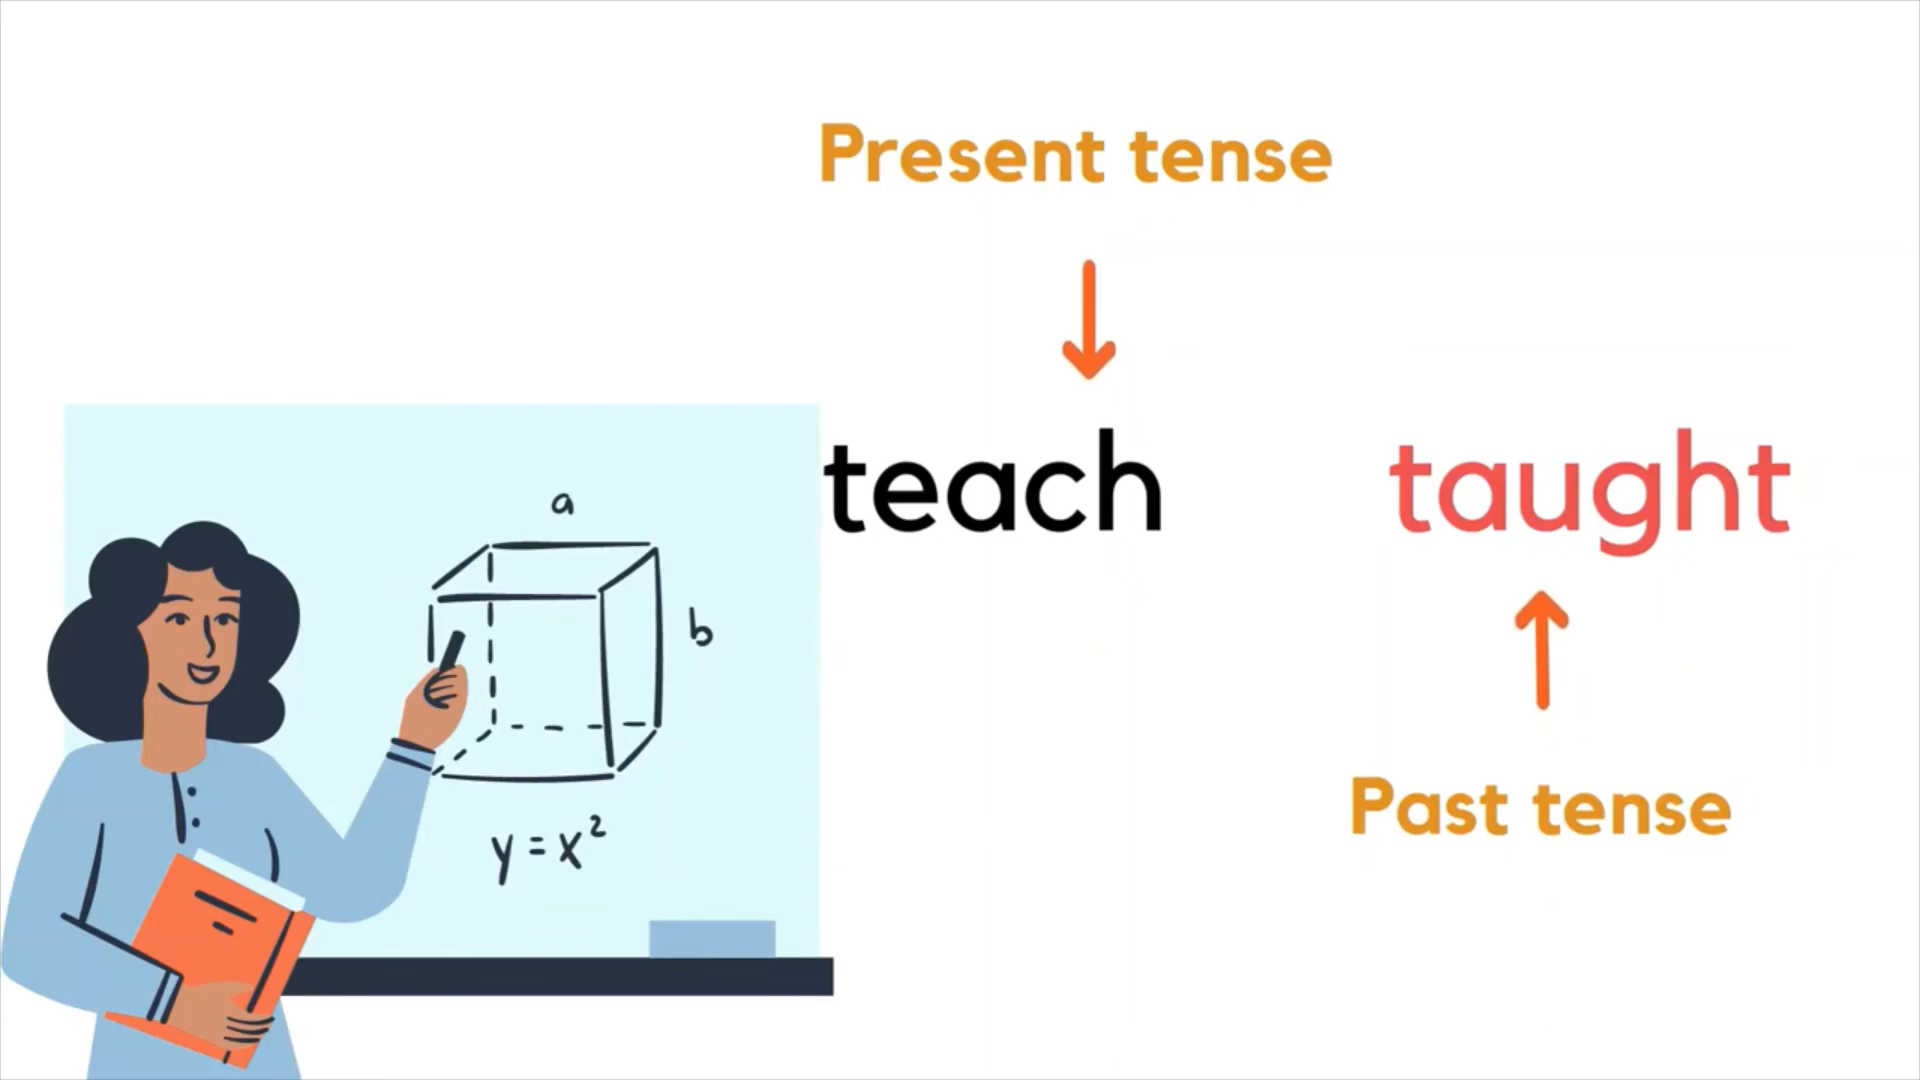 Present tense
teach taught
Past tense
a
b
y = x²